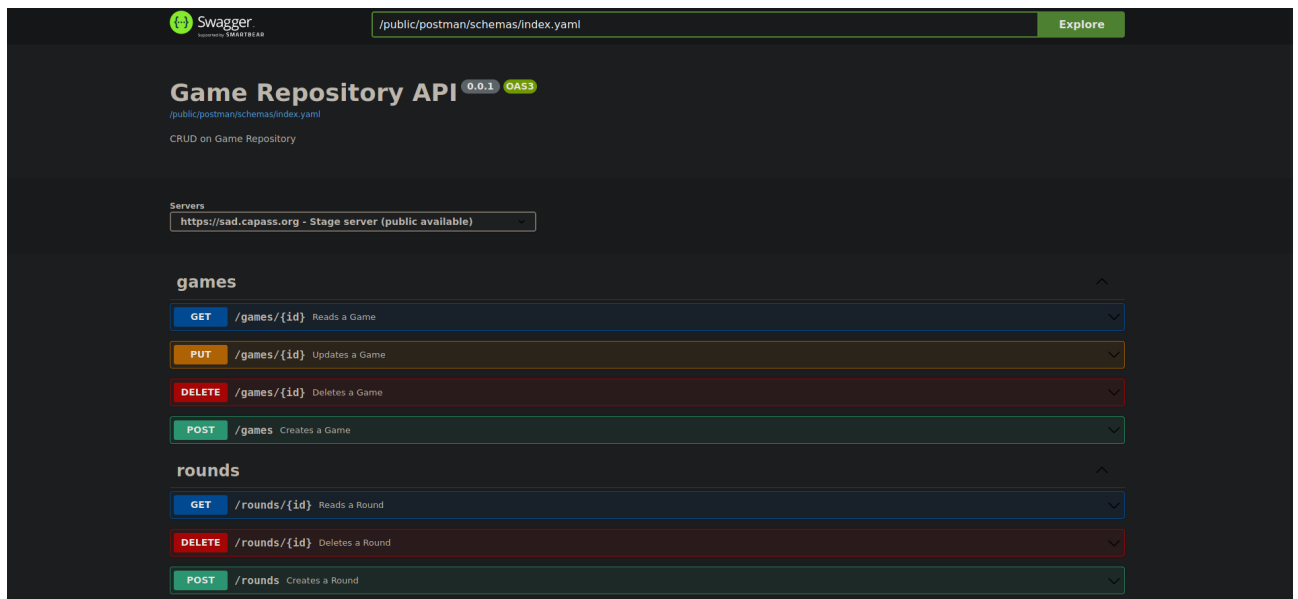 Swagger.
Supported by SMARTBEAR
/public/postman/schemas/index.yaml
Explore
Game Repository API 0.0.1 OAS3
/public/postman/schemas/index.yaml
CRUD on Game Repository
Servers
https://sad.capass.org - Stage server (public available)
games
GET /games/{id} Reads a Game
PUT /games/{id} Updates a Game
DELETE /games/{id} Deletes a Game
POST /games Creates a Game
rounds
GET /rounds/{id} Reads a Round
DELETE /rounds/{id} Deletes a Round
POST /rounds Creates a Round